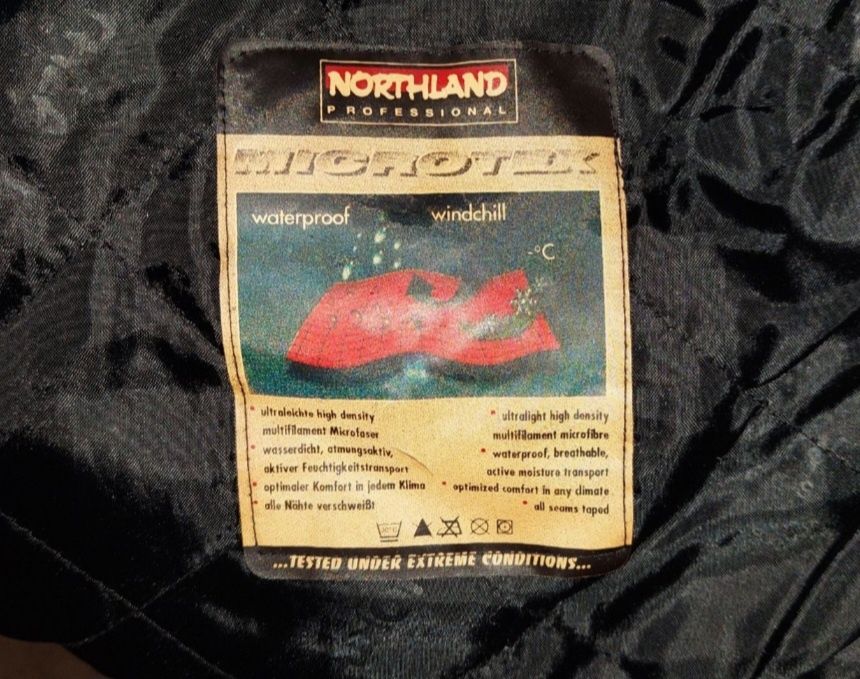 NORTHLAND
PROFESSIONAL
MICROTEX
waterproof
windchill
-°C
• ultraleichte high density
multifilament Microfaser
• wasserdicht, atmungsaktiv,
aktiver Feuchtigkeitstransport
• optimaler Komfort in jedem Klima
• alle Nähte verschweißt
• ultralight high density
multifilament microfibre
• waterproof, breathable,
active moisture transport
• optimized comfort in any climate
• all seams taped
...TESTED UNDER EXTREME CONDITIONS...